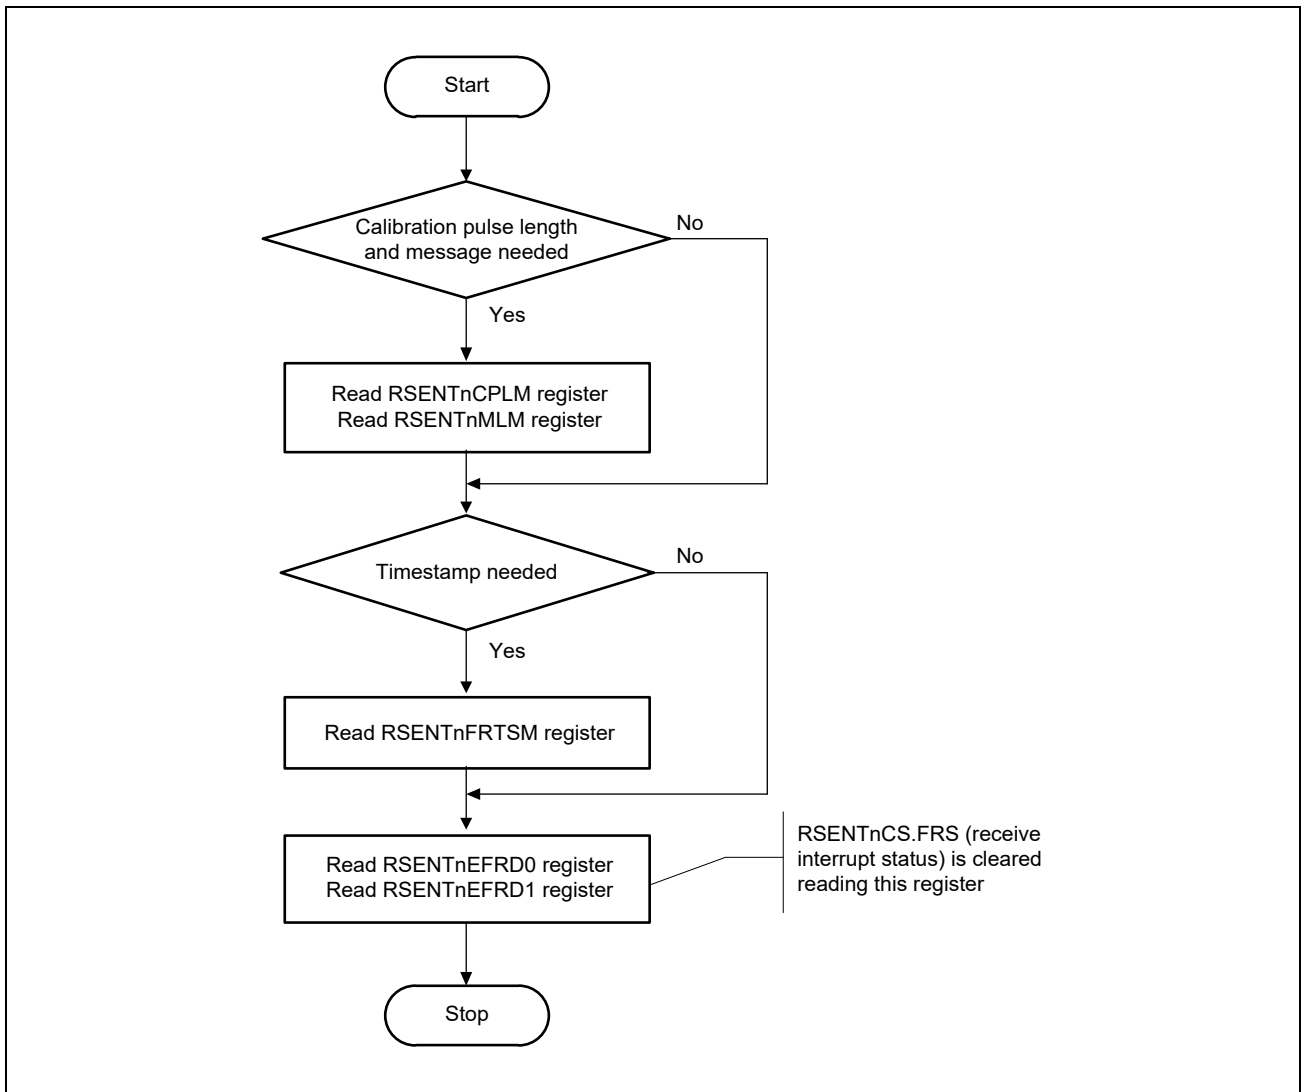 Start
Calibration pulse length
and message needed
No
Yes
Read RSENTnCPLM register
Read RSENTnMLM register
Timestamp needed
No
Yes
Read RSENTnFRTSM register
Read RSENTnEFRD0 register
Read RSENTnEFRD1 register
RSENTnCS.FRS (receive
interrupt status) is cleared
reading this register
Stop